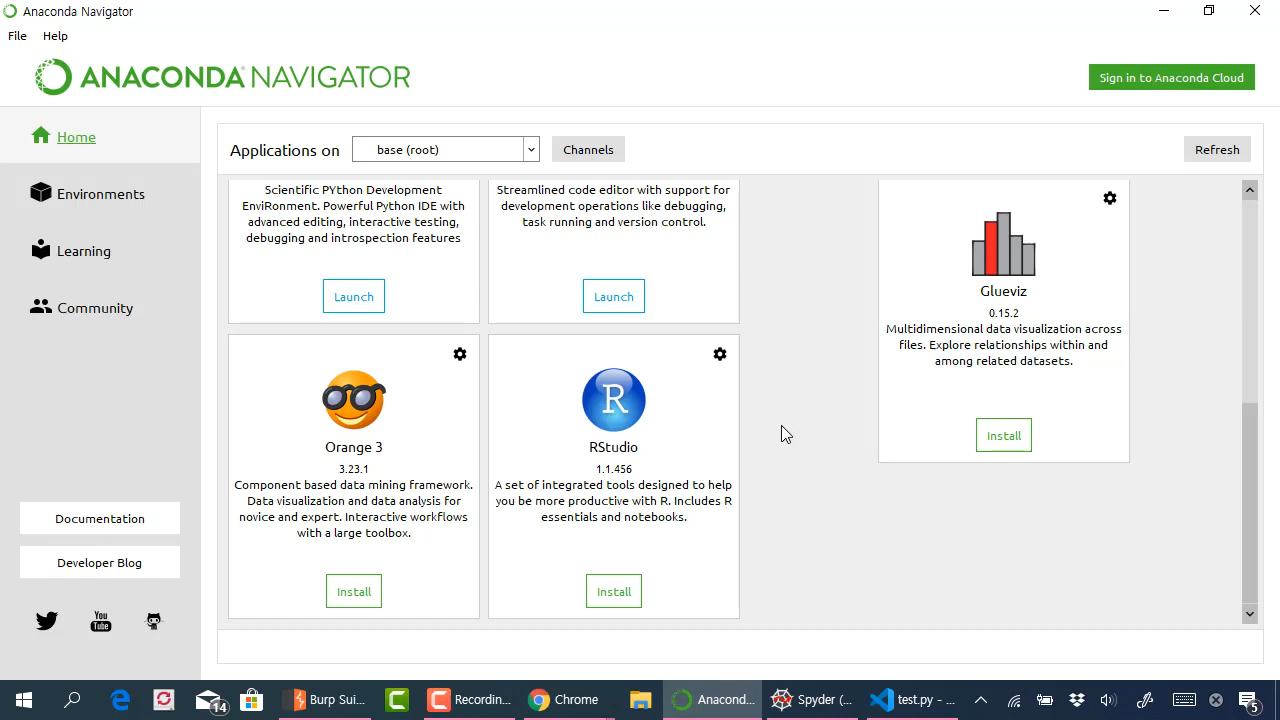 Anaconda Navigator
File Help
ANACONDA NAVIGATOR
Sign in to Anaconda Cloud
Home
Environments
Learning
Community
Documentation
Developer Blog
You
Tube
Applications on base (root) Channels Refresh
Scientific PYthon Development
EnviRonment. Powerful Python IDE with
advanced editing, interactive testing,
debugging and introspection features
Launch
Streamlined code editor with support for
development operations like debugging,
task running and version control.
Launch
Glueviz
0.15.2
Multidimensional data visualization across
files. Explore relationships within and
among related datasets.
Install
Orange 3
3.23.1
Component based data mining framework.
Data visualization and data analysis for
novice and expert. Interactive workflows
with a large toolbox.
Install
R
RStudio
1.1.456
A set of integrated tools designed to help
you be more productive with R. Includes R
essentials and notebooks.
Install
14 Burp Sui... Recordin... Chrome Anacond... Spyder (... test.py - ... 5